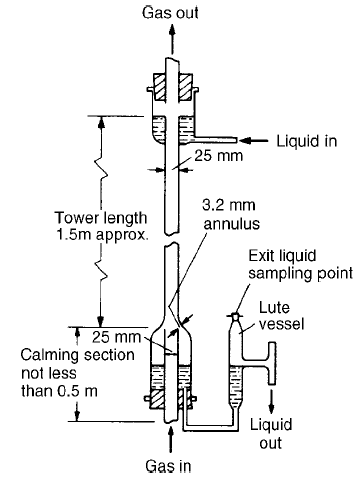 Gas out
Liquid in
25 mm
3.2 mm
annulus
Tower length
1.5m approx.
Exit liquid
sampling point
Lute
vessel
25 mm
Calming section
not less
than 0.5 m
Liquid
out
Gas in